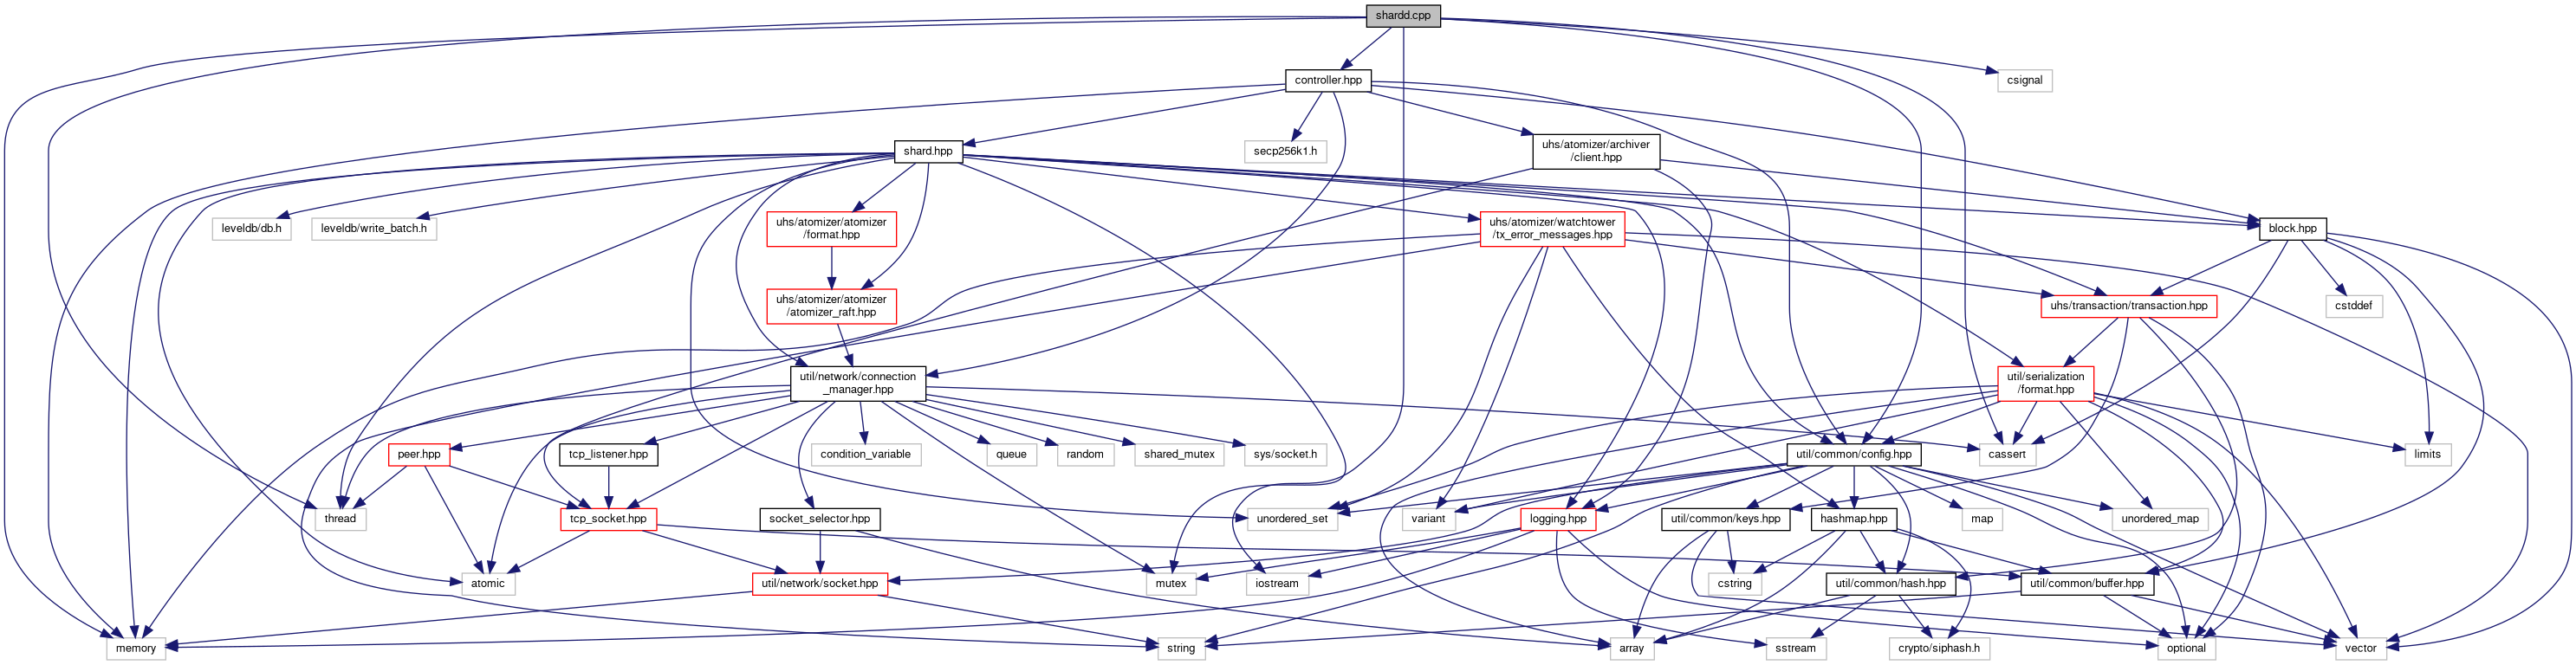 shardd.cpp
controller.hpp
csignal
shard.hpp
secp256k1.h
uhs/atomizer/archiver
/client.hpp
leveldb/db.h
leveldb/write_batch.h
uhs/atomizer/atomizer
/format.hpp
uhs/atomizer/watchtower
/tx_error_messages.hpp
block.hpp
uhs/atomizer/atomizer
/atomizer_raft.hpp
uhs/transaction/transaction.hpp
cstddef
util/network/connection
_manager.hpp
util/serialization
/format.hpp
peer.hpp
tcp_listener.hpp
condition_variable
queue
random
shared_mutex
sys/socket.h
util/common/config.hpp
cassert
limits
thread
tcp_socket.hpp
socket_selector.hpp
unordered_set
variant
logging.hpp
util/common/keys.hpp
hashmap.hpp
map
unordered_map
atomic
util/network/socket.hpp
mutex
iostream
cstring
util/common/hash.hpp
util/common/buffer.hpp
memory
string
array
sstream
crypto/siphash.h
optional
vector